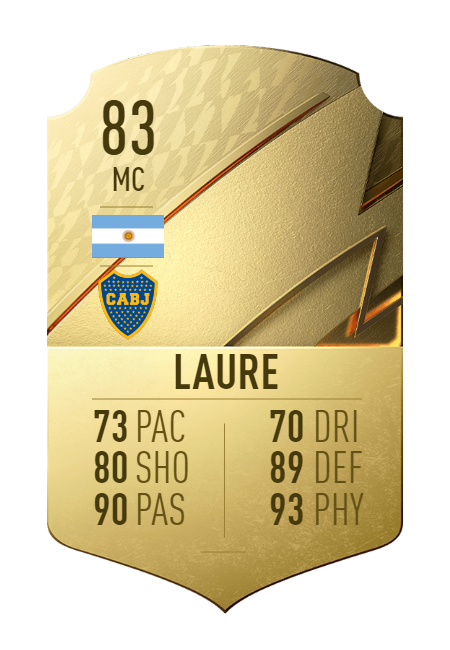 83
MC
CABJ
LAURE
73 PAC
80 SHO
90 PAS
70 DRI
89 DEF
93 PHY